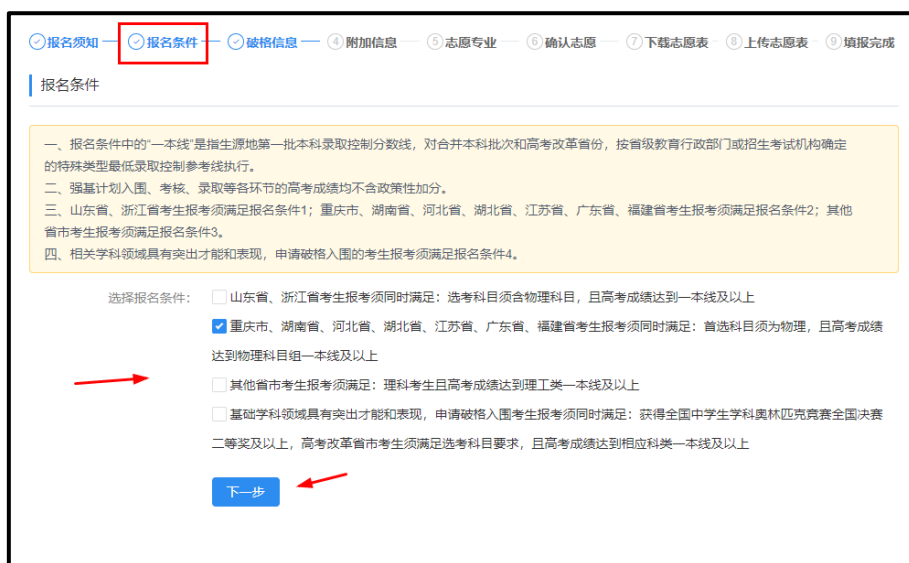 报名须知 报名条件 破格信息 4 附加信息 5 志愿专业 6 确认志愿 7 下载志愿表 8 上传志愿表 9 填报完成
报名条件
一、报名条件中的“一本线”是指生源地第一批本科录取控制分数线，对合并本科批次和高考改革省份，按省级教育行政部门或招生考试机构确定
的特殊类型最低录取控制参考线执行。
二、强基计划入围、考核、录取等各环节的高考成绩均不含政策性加分。
三、山东省、浙江省考生报考须满足报名条件1；重庆市、湖南省、河北省、湖北省、江苏省、广东省、福建省考生报考须满足报名条件2；其他
省市考生报考须满足报名条件3。
四、相关学科领域具有突出才能和表现，申请破格入围的考生报考须满足报名条件4。
选择报名条件： 山东省、浙江省考生报考须同时满足：选考科目须含物理科目，且高考成绩达到一本线及以上
重庆市、湖南省、河北省、湖北省、江苏省、广东省、福建省考生报考须同时满足：首选科目须为物理，且高考成绩
达到物理科目组一本线及以上
其他省市考生报考须满足：理科考生且高考成绩达到理工类一本线及以上
基础学科领域具有突出才能和表现，申请破格入围考生报考须同时满足：获得全国中学生学科奥林匹克竞赛全国决赛
二等奖及以上，高考改革省市考生须满足选考科目要求，且高考成绩达到相应科类一本线及以上
下一步